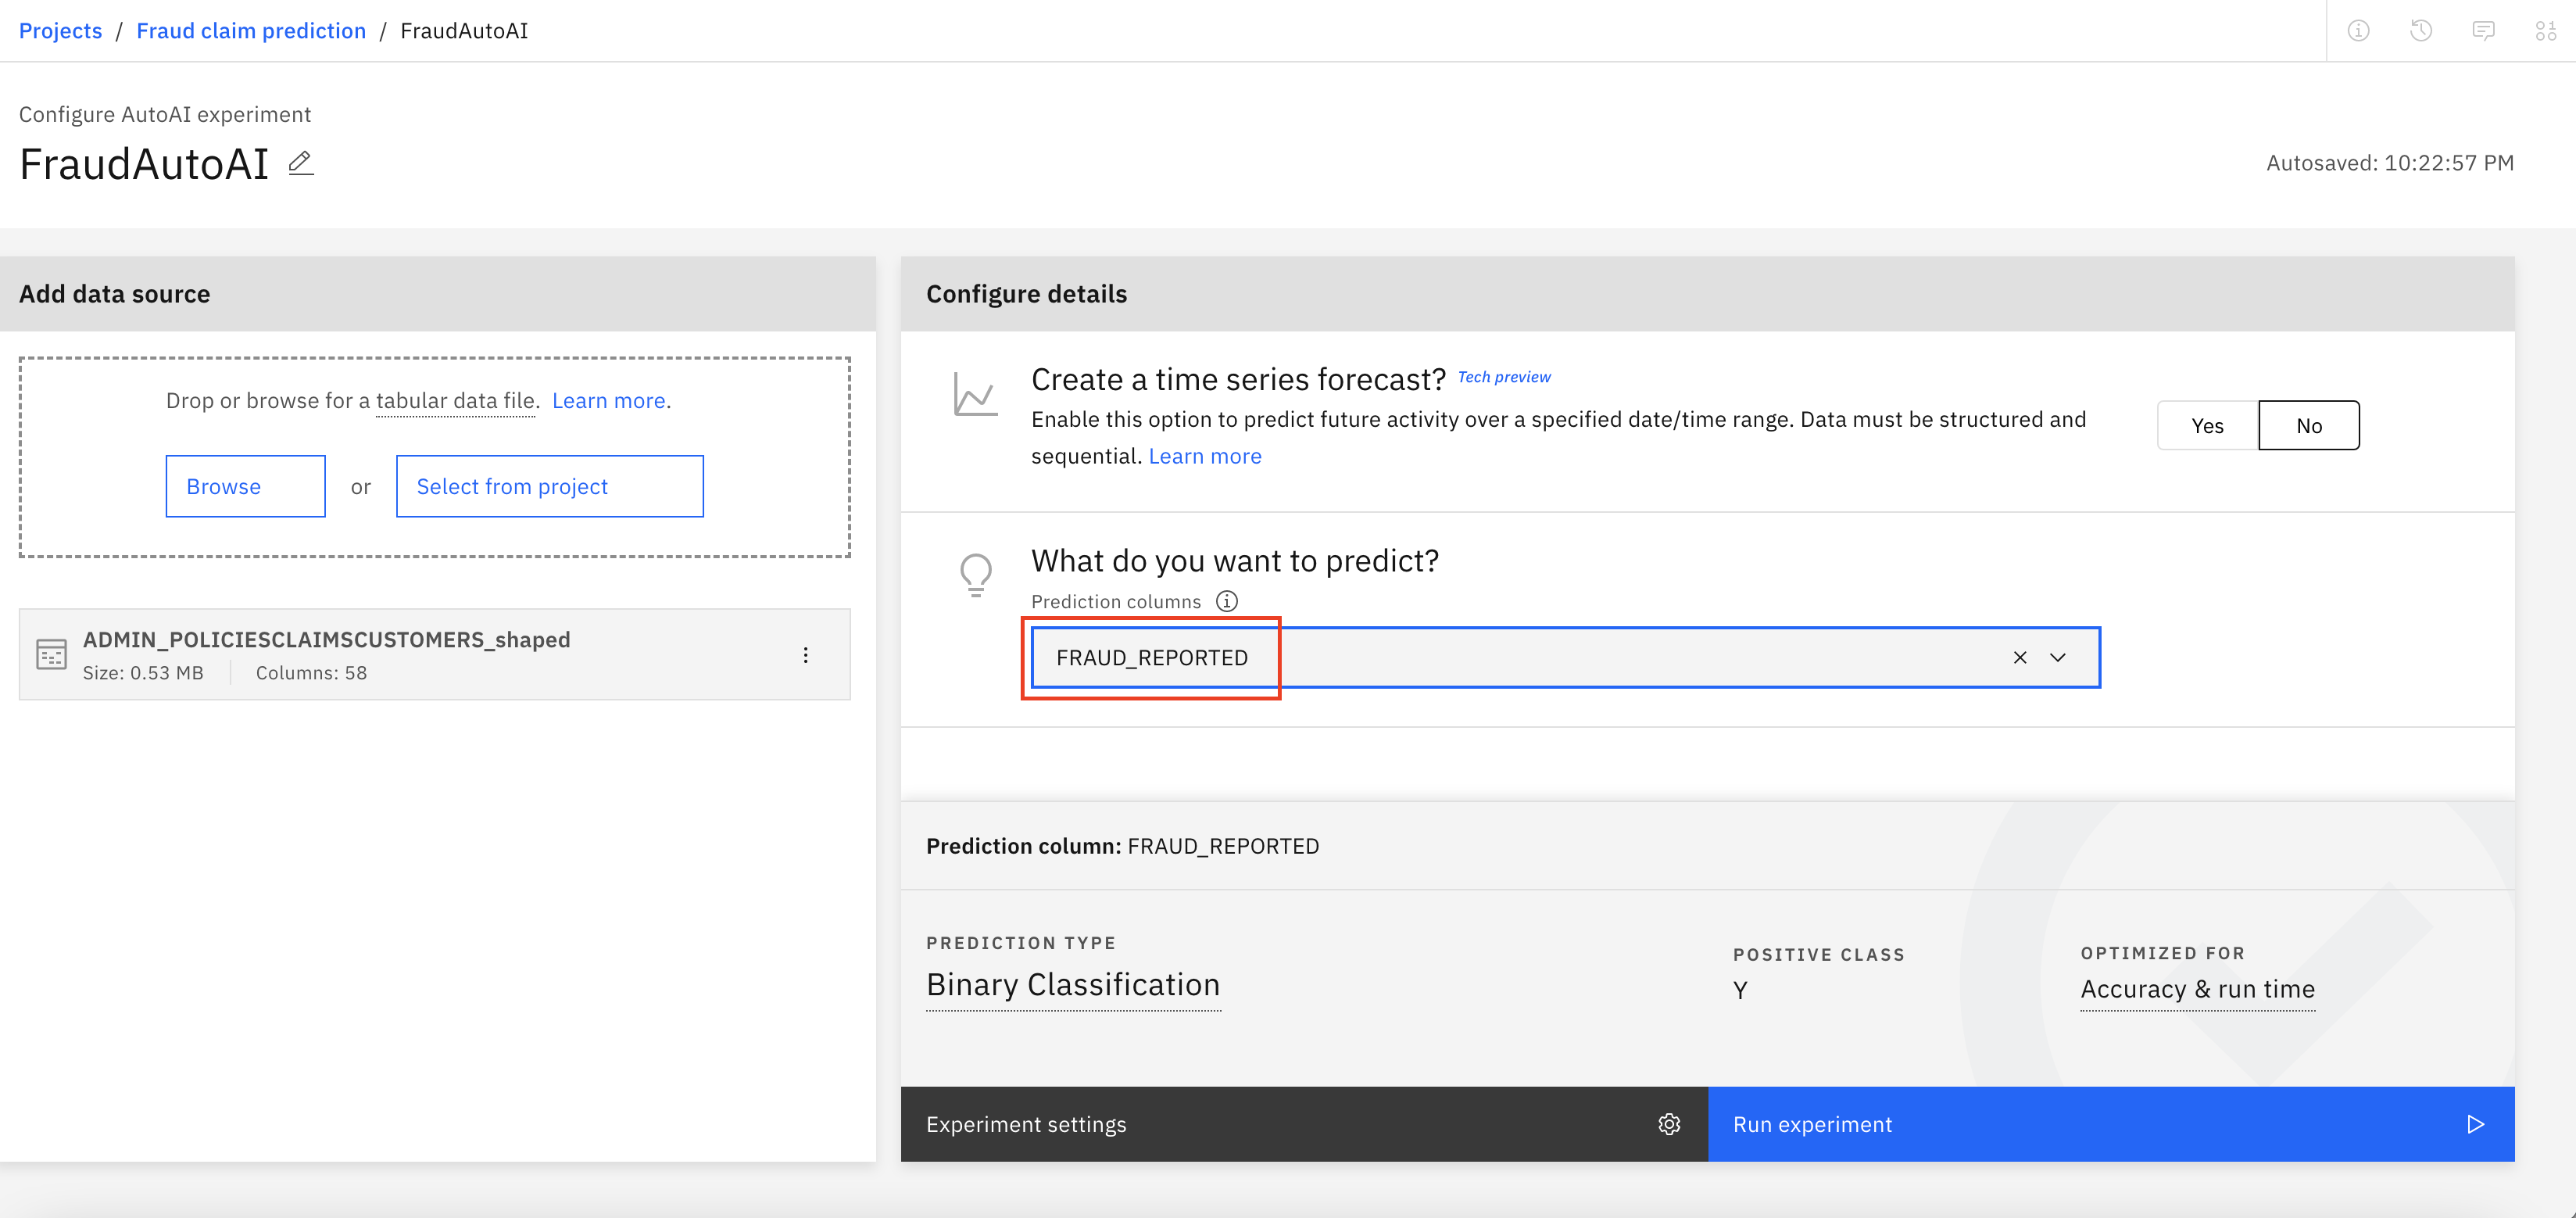 Projects / Fraud claim prediction / FraudAutoAI
Configure AutoAI experiment
FraudAutoAI
Autosaved: 10:22:57 PM
Add data source
Drop or browse for a tabular data file. Learn more.
Browse or Select from project
ADMIN_POLICIESCLAIMSCUSTOMERS_shaped
Size: 0.53 MB Columns: 58
Configure details
Create a time series forecast? Tech preview
Enable this option to predict future activity over a specified date/time range. Data must be structured and
sequential. Learn more
Yes No
What do you want to predict?
Prediction columns
FRAUD_REPORTED
Prediction column: FRAUD_REPORTED
PREDICTION TYPE
Binary Classification
POSITIVE CLASS
Y
OPTIMIZED FOR
Accuracy & run time
Experiment settings
Run experiment